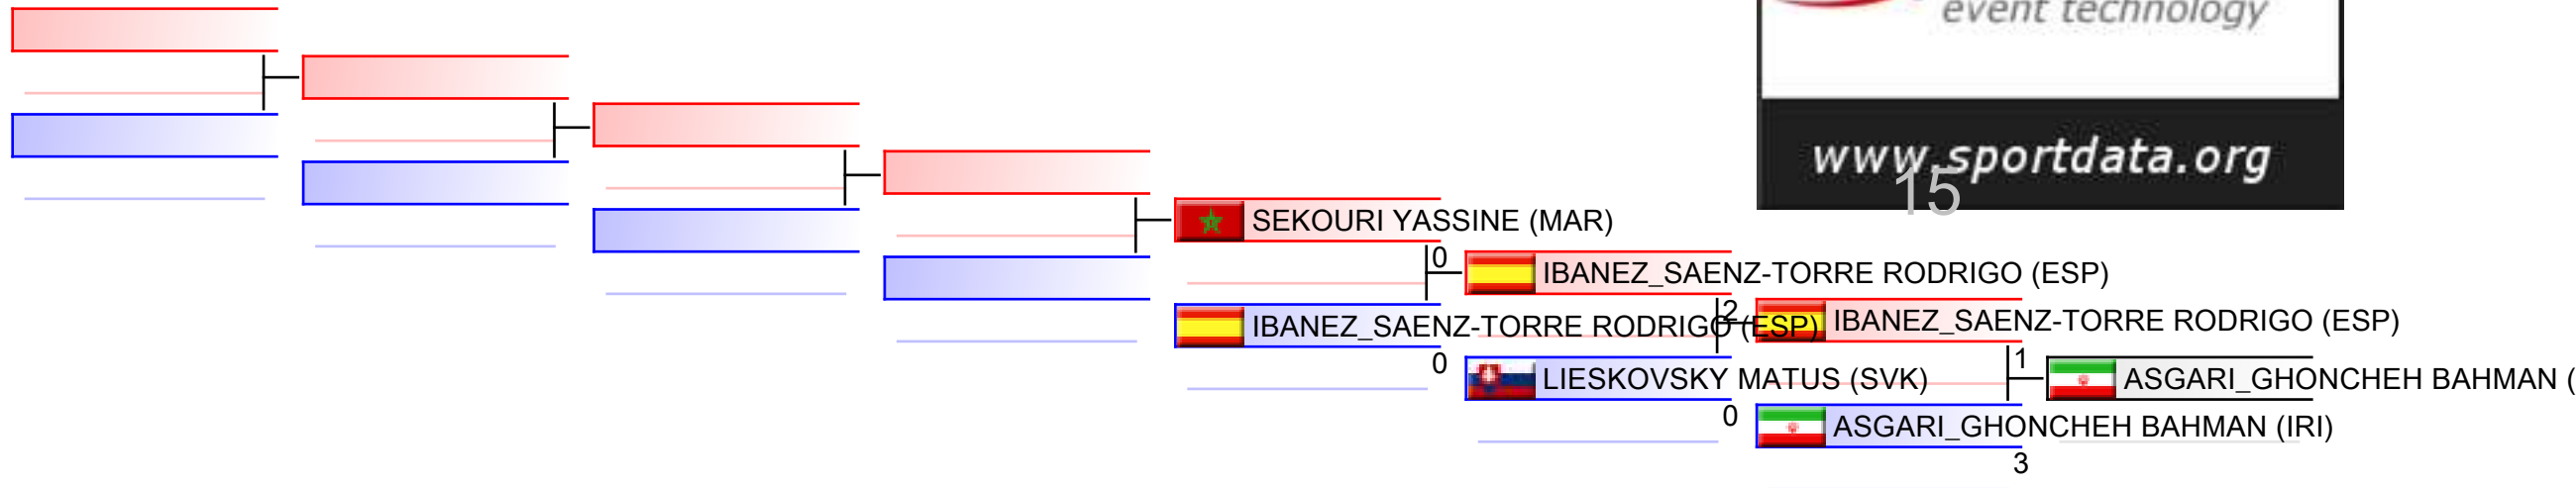 event technology
www.sportdata.org
15
SEKOURI YASSINE (MAR)
0
IBANEZ_SAENZ-TORRE RODRIGO (ESP)
2
IBANEZ_SAENZ-TORRE RODRIGO (ESP)
IBANEZ_SAENZ-TORRE RODRIGO (ESP)
0
1
LIESKOVSKY MATUS (SVK)
ASGARI_GHONCHEH BAHMAN (
0
ASGARI_GHONCHEH BAHMAN (IRI)
3